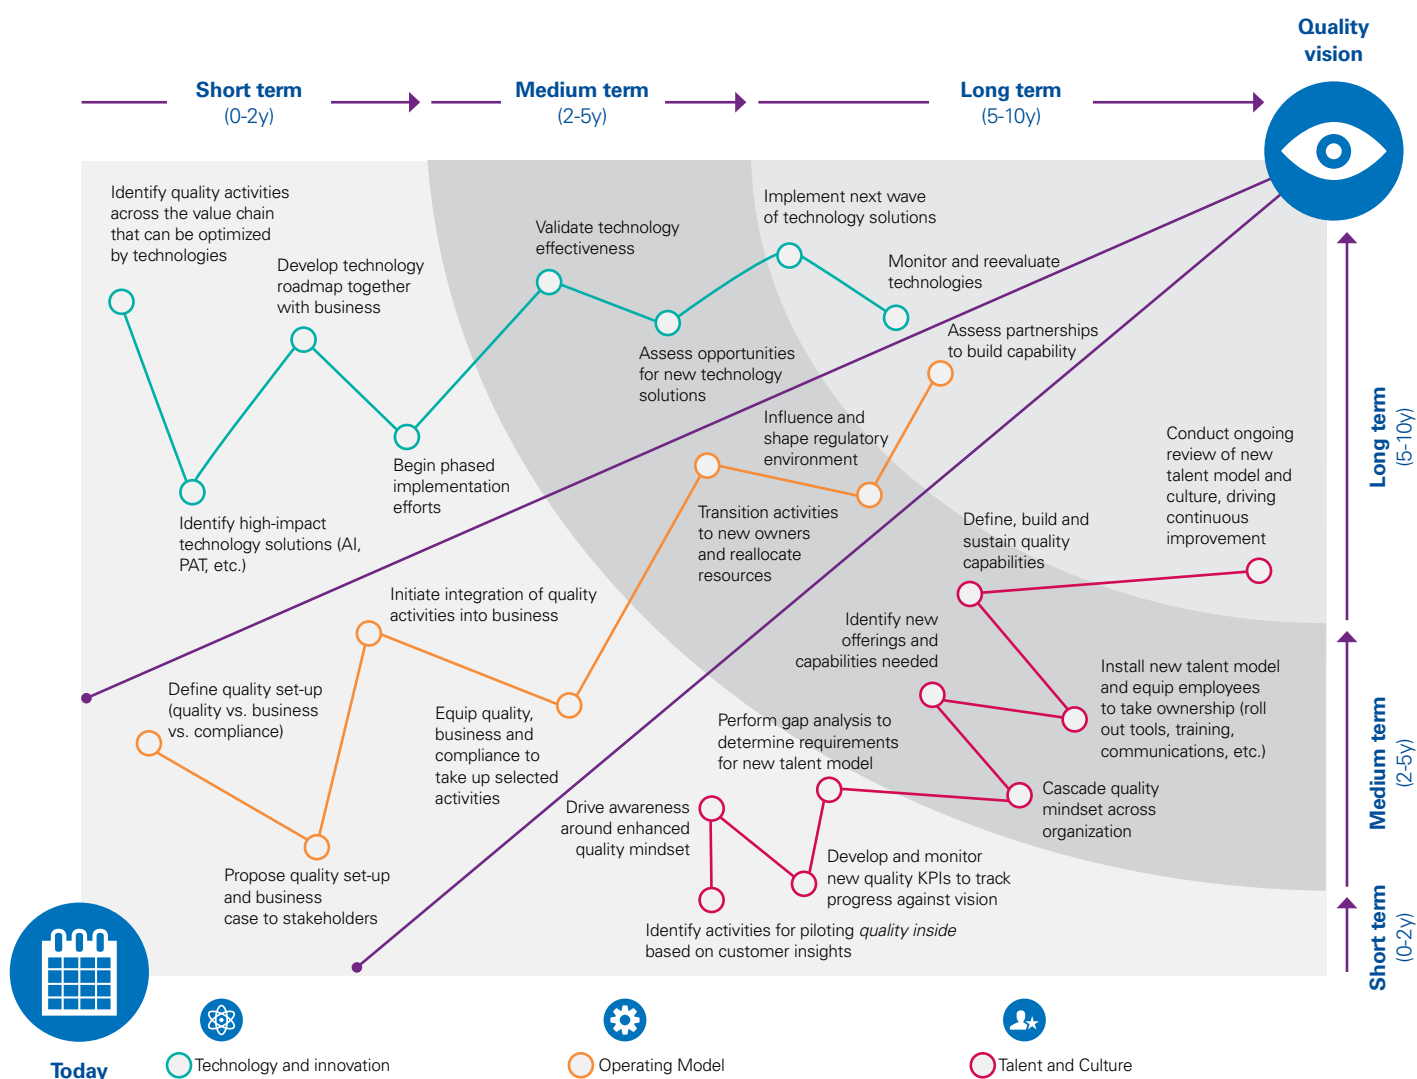 Quality
vision
Short term
(0-2y)
Medium term
(2-5y)
Long term
(5-10y)
Identify quality activities
across the value chain
that can be optimized
by technologies
Develop technology
roadmap together
with business
Validate technology
effectiveness
Implement next wave
of technology solutions
Monitor and reevaluate
technologies
Assess opportunities
for new technology
solutions
Assess partnerships
to build capability
Begin phased
implementation
efforts
Identify high-impact
technology solutions (AI,
PAT, etc.)
Influence and
shape regulatory
environment
Transition activities
to new owners
and reallocate
resources
Initiate integration of quality
activities into business
Define quality set-up
(quality vs. business
vs. compliance)
Equip quality,
business and
compliance to
take up selected
activities
Propose quality set-up
and business
case to stakeholders
Conduct ongoing
review of new
talent model and
culture, driving
continuous
improvement
Define, build and
sustain quality
capabilities
Identify new
offerings and
capabilities needed
Install new talent model
and equip employees
to take ownership (roll
out tools, training,
communications, etc.)
Perform gap analysis to
determine requirements
for new talent model
Cascade quality
mindset across
organization
Drive awareness
around enhanced
quality mindset
Develop and monitor
new quality KPIs to track
progress against vision
Identify activities for piloting quality inside
based on customer insights
Long term
(5-10y)
Medium term
(2-5y)
Short term
(0-2y)
Today
Technology and innovation
Operating Model
Talent and Culture